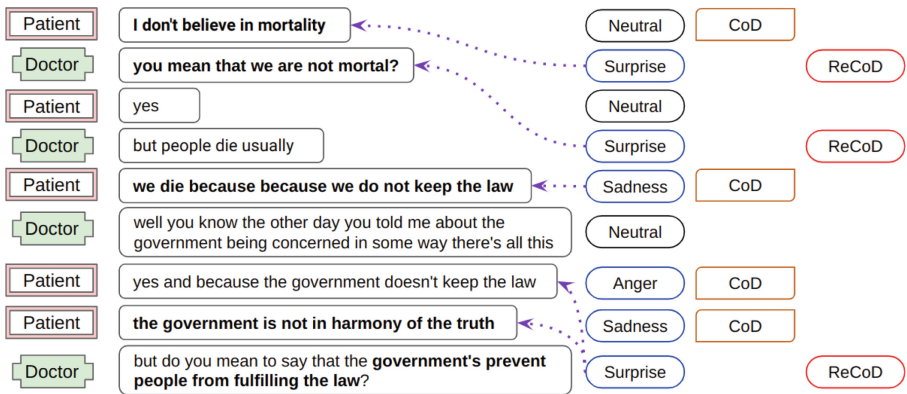 Patient I don't believe in mortality Neutral CoD
Doctor you mean that we are not mortal? Surprise ReCoD
Patient yes Neutral
Doctor but people die usually Surprise ReCoD
Patient we die because because we do not keep the law Sadness CoD
Doctor well you know the other day you told me about the
government being concerned in some way there's all this Neutral
Patient yes and because the government doesn't keep the law Anger CoD
Patient the government is not in harmony of the truth Sadness CoD
Doctor but do you mean to say that the government's prevent
people from fulfilling the law? Surprise ReCoD